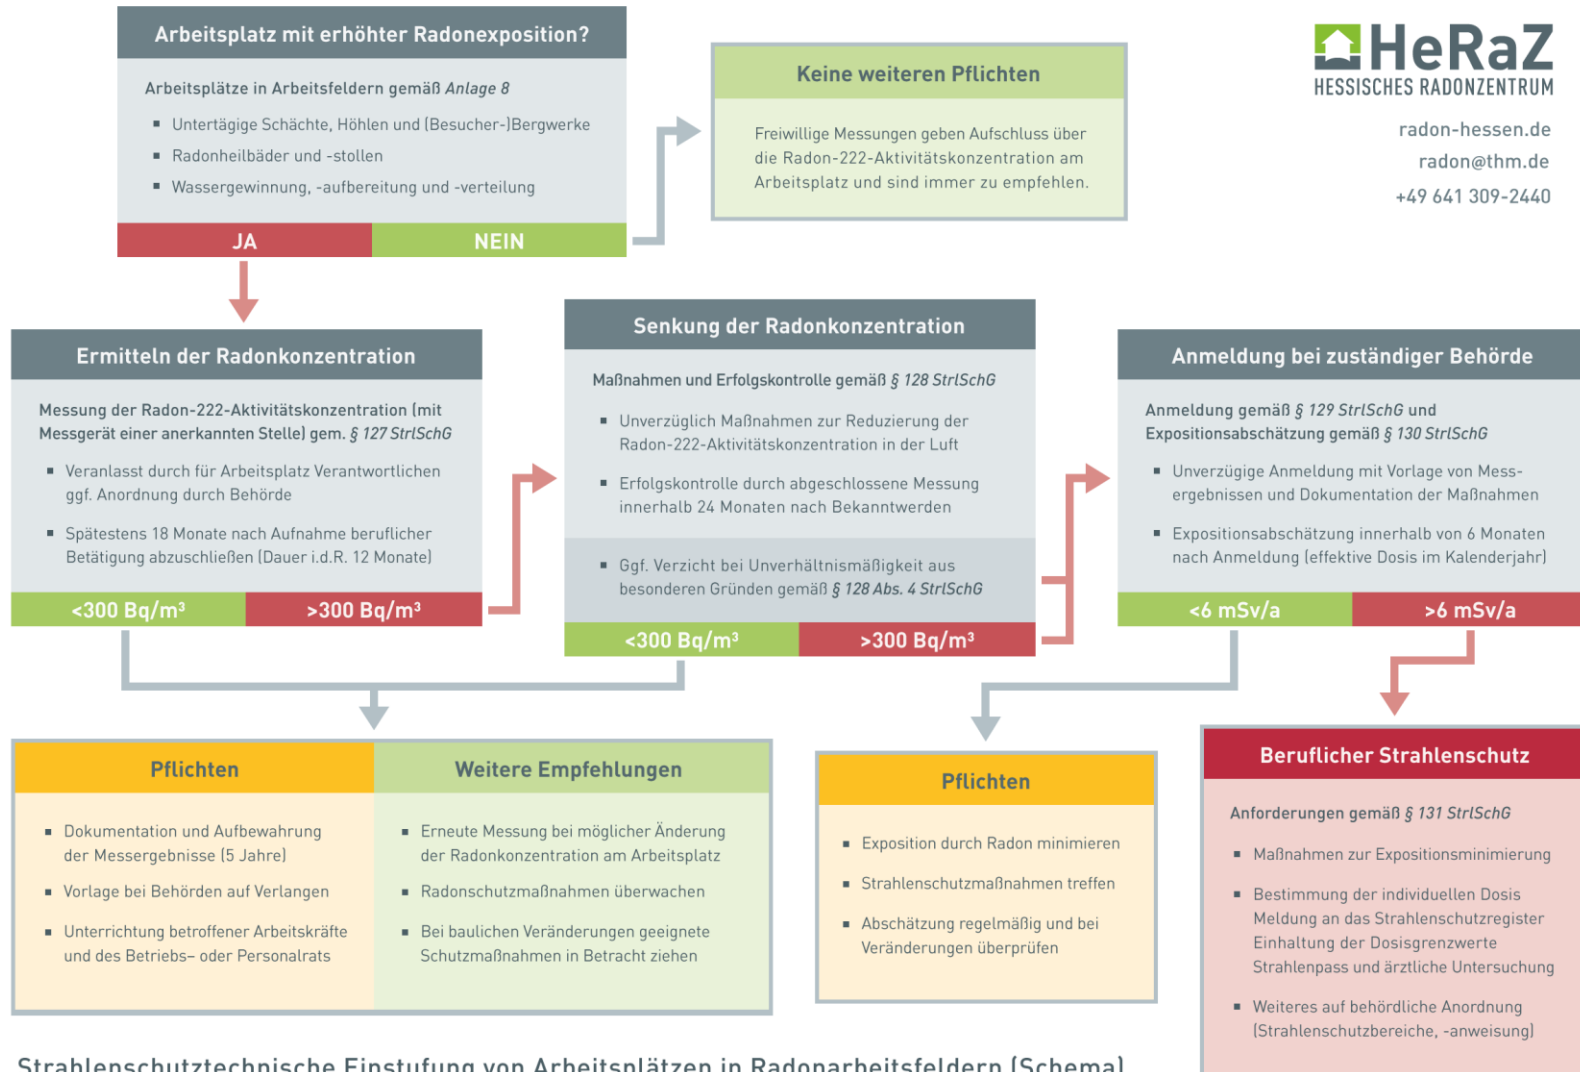 Arbeitsplatz mit erhöhter Radonexposition?
Arbeitsplätze in Arbeitsfeldern gemäß Anlage 8
▪ Untertägige Schächte, Höhlen und (Besucher-)Bergwerke
▪ Radonheilbäder und -stollen
▪ Wassergewinnung, -aufbereitung und -verteilung
JA
NEIN
Keine weiteren Pflichten
Freiwillige Messungen geben Aufschluss über
die Radon-222-Aktivitätskonzentration am
Arbeitsplatz und sind immer zu empfehlen.
HeRaZ
HESSISCHES RADONZENTRUM
radon-hessen.de
radon@thm.de
+49 641 309-2440
Ermitteln der Radonkonzentration
Messung der Radon-222-Aktivitätskonzentration (mit
Messgerät einer anerkannten Stelle) gem. § 127 StrlSchG
▪ Veranlasst durch für Arbeitsplatz Verantwortlichen
ggf. Anordnung durch Behörde
▪ Spätestens 18 Monate nach Aufnahme beruflicher
Betätigung abzuschließen (Dauer i.d.R. 12 Monate)
<300 Bq/m³
>300 Bq/m³
Senkung der Radonkonzentration
Maßnahmen und Erfolgskontrolle gemäß § 128 StrlSchG
▪ Unverzüglich Maßnahmen zur Reduzierung der
Radon-222-Aktivitätskonzentration in der Luft
▪ Erfolgskontrolle durch abgeschlossene Messung
innerhalb 24 Monaten nach Bekanntwerden
▪ Ggf. Verzicht bei Unverhältnismäßigkeit aus
besonderen Gründen gemäß § 128 Abs. 4 StrlSchG
<300 Bq/m³
>300 Bq/m³
Anmeldung bei zuständiger Behörde
Anmeldung gemäß § 129 StrlSchG und
Expositionsabschätzung gemäß § 130 StrlSchG
▪ Unverzügige Anmeldung mit Vorlage von Mess-
ergebnissen und Dokumentation der Maßnahmen
▪ Expositionsabschätzung innerhalb von 6 Monaten
nach Anmeldung (effektive Dosis im Kalenderjahr)
<6 mSv/a
>6 mSv/a
Pflichten
▪ Dokumentation und Aufbewahrung
der Messergebnisse (5 Jahre)
▪ Vorlage bei Behörden auf Verlangen
▪ Unterrichtung betroffener Arbeitskräfte
und des Betriebs– oder Personalrats
Weitere Empfehlungen
▪ Erneute Messung bei möglicher Änderung
der Radonkonzentration am Arbeitsplatz
▪ Radonschutzmaßnahmen überwachen
▪ Bei baulichen Veränderungen geeignete
Schutzmaßnahmen in Betracht ziehen
Pflichten
▪ Exposition durch Radon minimieren
▪ Strahlenschutzmaßnahmen treffen
▪ Abschätzung regelmäßig und bei
Veränderungen überprüfen
Beruflicher Strahlenschutz
Anforderungen gemäß § 131 StrlSchG
▪ Maßnahmen zur Expositionsminimierung
▪ Bestimmung der individuellen Dosis
Meldung an das Strahlenschutzregister
Einhaltung der Dosisgrenzwerte
Strahlenpass und ärztliche Untersuchung
▪ Weiteres auf behördliche Anordnung
(Strahlenschutzbereiche, -anweisung)
Strahlenschutztechnische Einstufung von Arbeitsplätzen in Radonarbeitsfeldern (Schema)